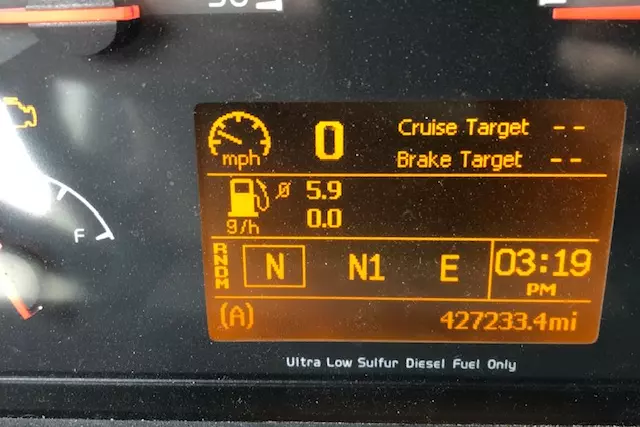 50
0 Cruise Target --
mph Brake Target --
ø 5.9
g/h 0.0
RNDM N N1 E 03:19
PM
F
(A) 427233.4mi
Ultra Low Sulfur Diesel Fuel Only